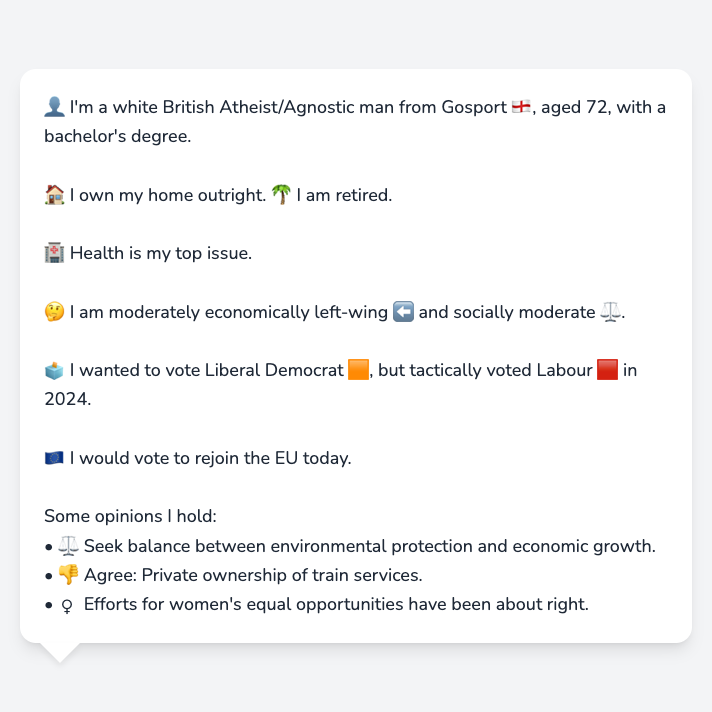 👤 I'm a white British Atheist/Agnostic man from Gosport 🏴󠁧󠁢󠁥󠁮󠁧󠁿, aged 72, with a
bachelor's degree.
🏠 I own my home outright. 🌴 I am retired.
🏥 Health is my top issue.
🤔 I am moderately economically left-wing ⬅️ and socially moderate ⚖️.
🗳️ I wanted to vote Liberal Democrat 🟧, but tactically voted Labour 🟥 in
2024.
🇪🇺 I would vote to rejoin the EU today.
Some opinions I hold:
• ⚖️ Seek balance between environmental protection and economic growth.
• 👎 Agree: Private ownership of train services.
• ♀ Efforts for women's equal opportunities have been about right.